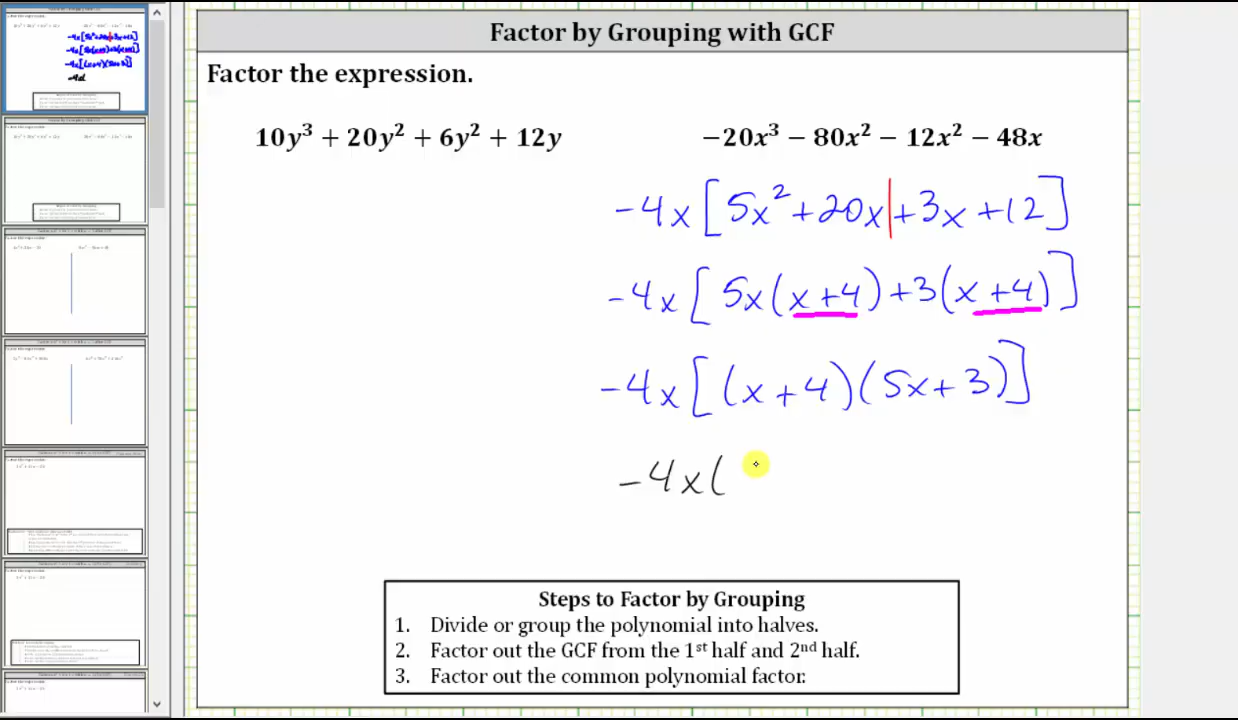 Factor by Grouping with GCF
Factor the expression.
10y³ + 20y² + 6y² + 12y
−20x³ − 80x² − 12x² − 48x
−4x[5x²+20x|+3x+12]
−4x[5x(x+4)+3(x+4)]
−4x[(x+4)(5x+3)]
−4x(
Steps to Factor by Grouping
1. Divide or group the polynomial into halves.
2. Factor out the GCF from the 1st half and 2nd half.
3. Factor out the common polynomial factor.